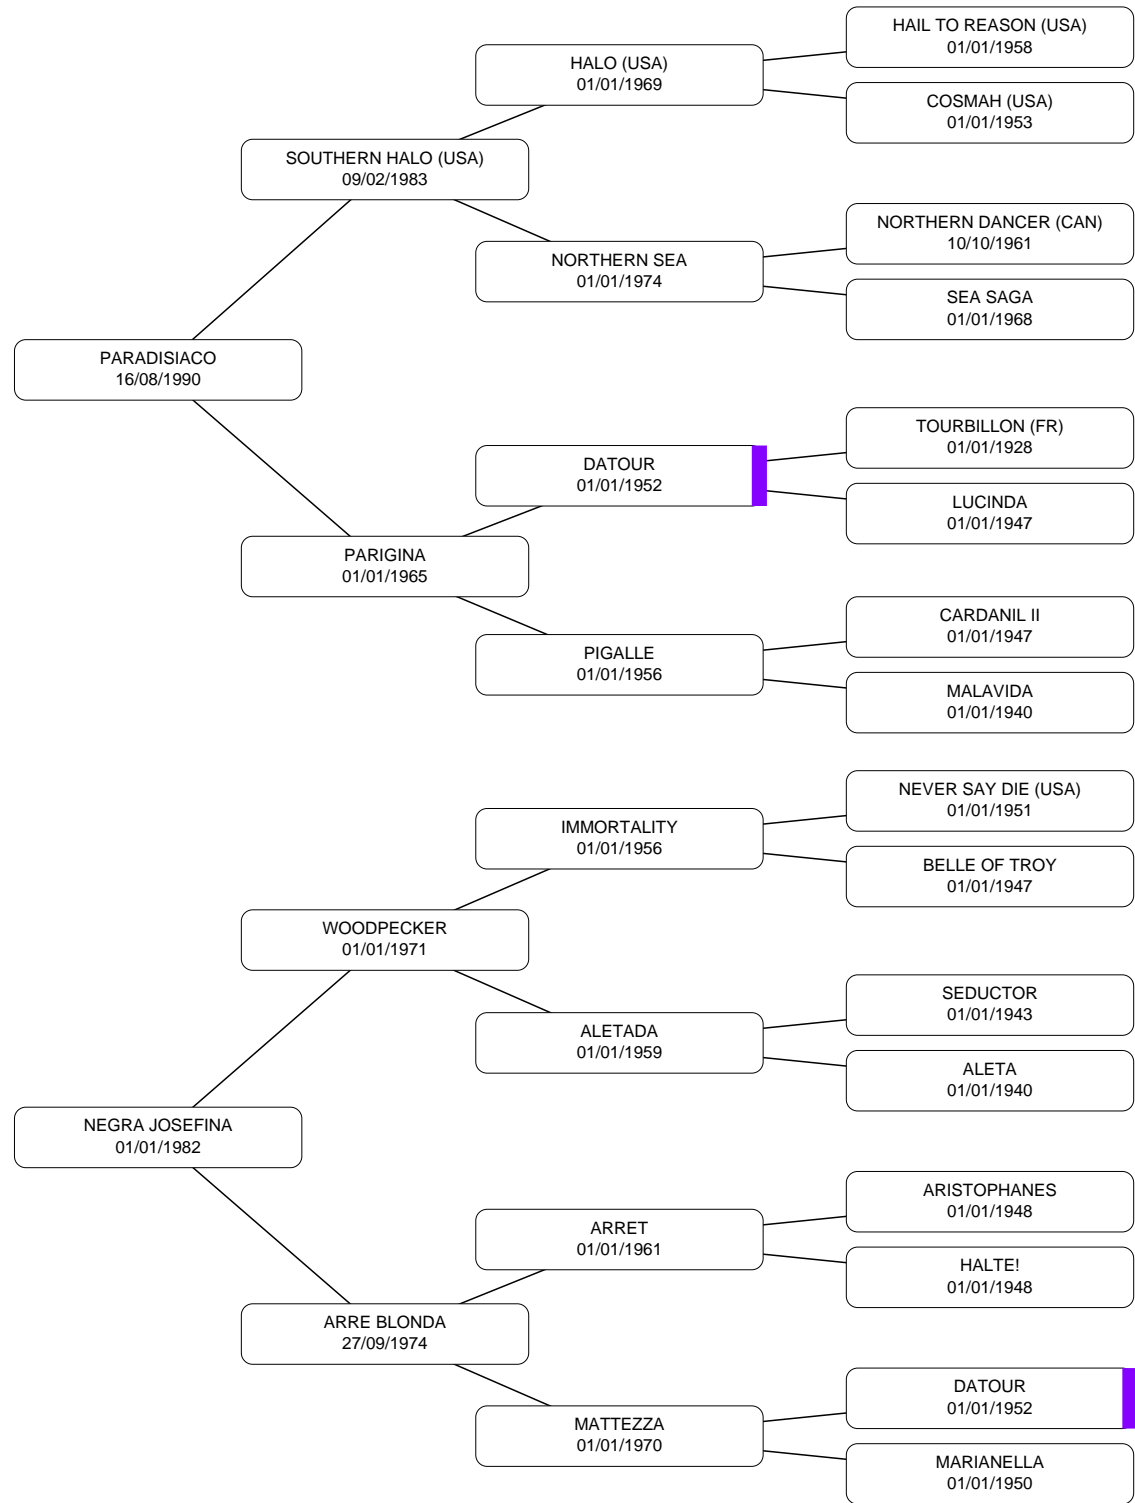 HAIL TO REASON (USA)
01/01/1958
HALO (USA)
01/01/1969
COSMAH (USA)
01/01/1953
SOUTHERN HALO (USA)
09/02/1983
NORTHERN DANCER (CAN)
10/10/1961
NORTHERN SEA
01/01/1974
SEA SAGA
01/01/1968
PARADISIACO
16/08/1990
TOURBILLON (FR)
01/01/1928
DATOUR
01/01/1952
LUCINDA
01/01/1947
PARIGINA
01/01/1965
CARDANIL II
01/01/1947
PIGALLE
01/01/1956
MALAVIDA
01/01/1940
NEVER SAY DIE (USA)
01/01/1951
IMMORTALITY
01/01/1956
BELLE OF TROY
01/01/1947
WOODPECKER
01/01/1971
SEDUCTOR
01/01/1943
ALETADA
01/01/1959
ALETA
01/01/1940
NEGRA JOSEFINA
01/01/1982
ARISTOPHANES
01/01/1948
ARRET
01/01/1961
HALTE!
01/01/1948
ARRE BLONDA
27/09/1974
DATOUR
01/01/1952
MATTEZZA
01/01/1970
MARIANELLA
01/01/1950